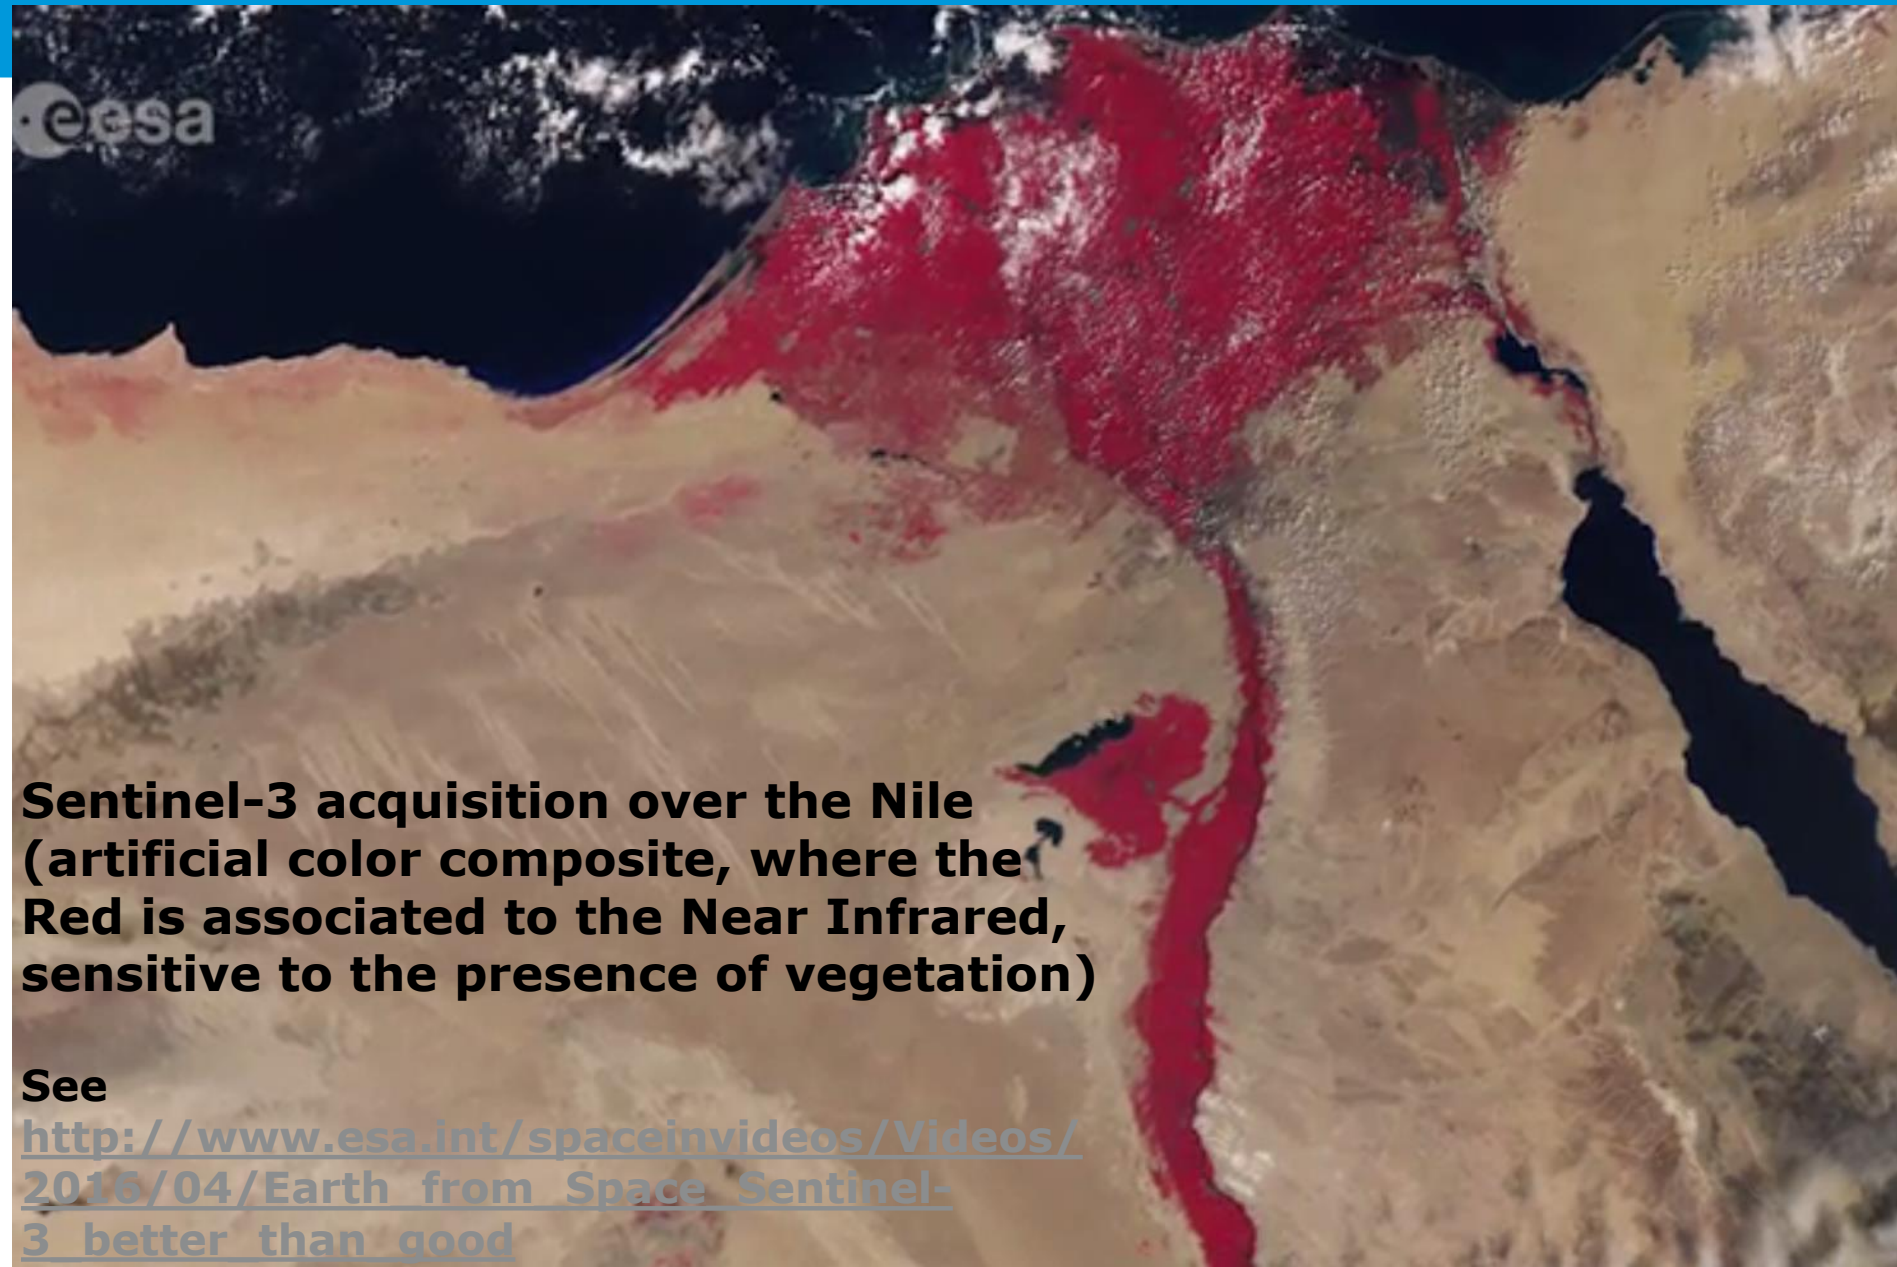 esa
Sentinel-3 acquisition over the Nile
(artificial color composite, where the
Red is associated to the Near Infrared,
sensitive to the presence of vegetation)
See
http://www.esa.int/spaceinvideos/Videos/
2016/04/Earth_from_Space_Sentinel-
3_better_than_good